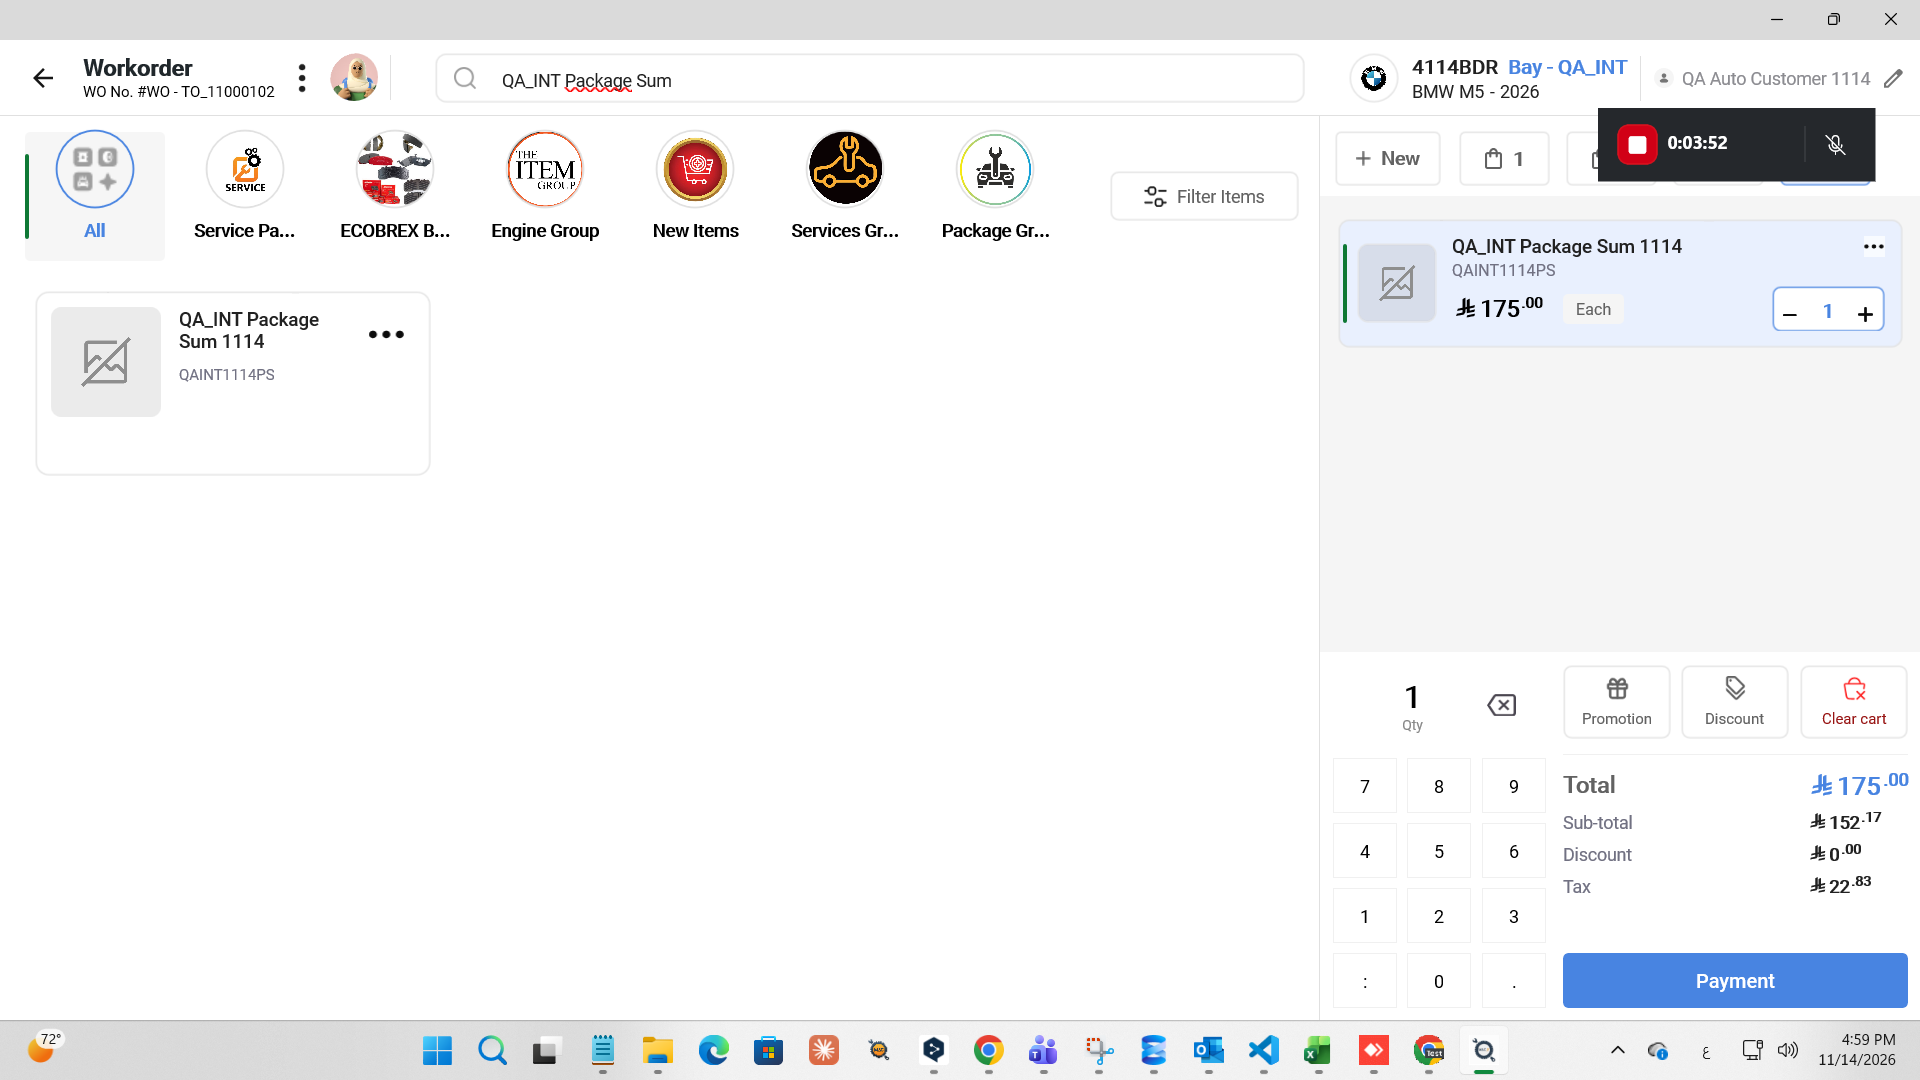 Workorder
WO No. #WO - TO_11000102
QA_INT Package Sum
4114BDR Bay - QA_INT
BMW M5 - 2026
QA Auto Customer 1114
0:03:52
All
SERVICE
Service Pa...
ECOBREX B...
THE
ITEM
GROUP
Engine Group
New Items
Services Gr...
Package Gr...
Filter Items
+ New
1
QA_INT Package Sum 1114
QAINT1114PS
175.00
Each
− 1 +
QA_INT Package
Sum 1114
QAINT1114PS
1
Qty
Promotion
Discount
Clear cart
7 8 9
4 5 6
1 2 3
: 0 .
Total 175.00
Sub-total 152.17
Discount 0.00
Tax 22.83
Payment
72°
Test
ع
4:59 PM
11/14/2026